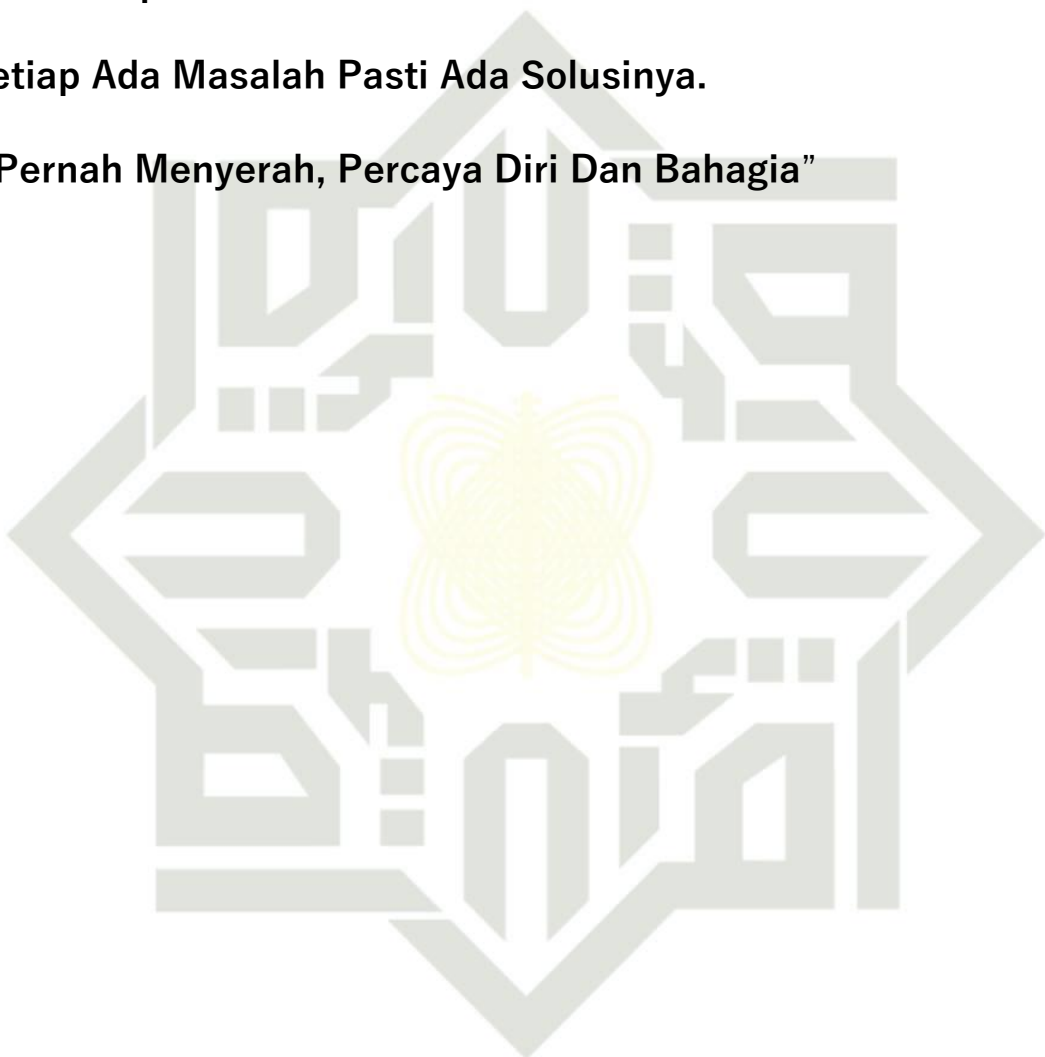 etiap Ada Masalah Pasti Ada Solusinya.
Pernah Menyerah, Percaya Diri Dan Bahagia”